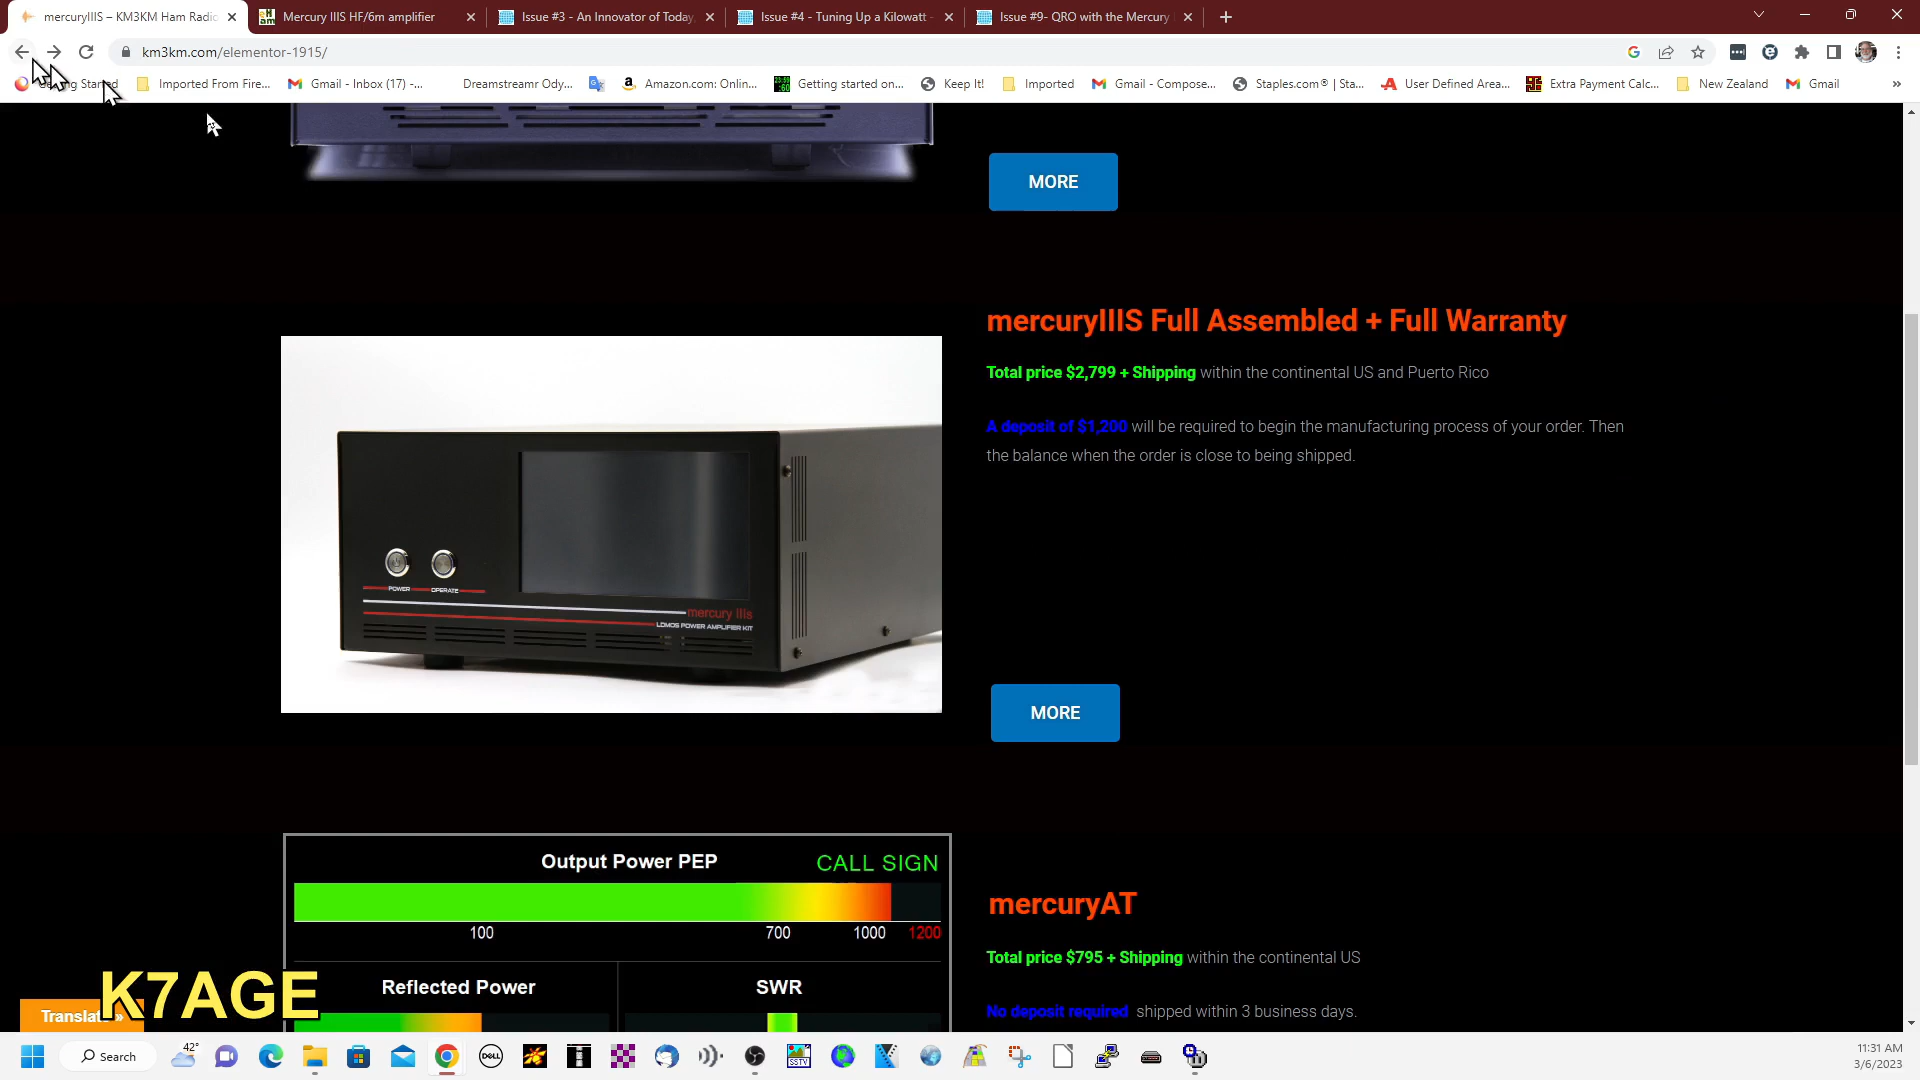 mercuryIIIS – KM3KM Ham Radio
Mercury IIIS HF/6m amplifier
Issue #3 - An Innovator of Today,
Issue #4 - Tuning Up a Kilowatt -
Issue #9- QRO with the Mercury
km3km.com/elementor-1915/
Getting Started
Imported From Fire...
Gmail - Inbox (17) -...
Dreamstreamr Ody...
Amazon.com: Onlin...
Getting started on...
Keep It!
Imported
Gmail - Compose...
Staples.com® | Sta...
User Defined Area...
Extra Payment Calc...
New Zealand
Gmail
MORE
mercuryIIIS Full Assembled + Full Warranty
Total price $2,799 + Shipping within the continental US and Puerto Rico
A deposit of $1,200 will be required to begin the manufacturing process of your order. Then
the balance when the order is close to being shipped.
POWER
OPERATE
mercury IIIs
LDMOS POWER AMPLIFIER KIT
MORE
Output Power PEP
CALL SIGN
100
700
1000
1200
Reflected Power
SWR
mercuryAT
Total price $795 + Shipping within the continental US
No deposit required shipped within 3 business days.
K7AGE
Translate »
Search
42°
DELL
SSTV
11:31 AM
3/6/2023